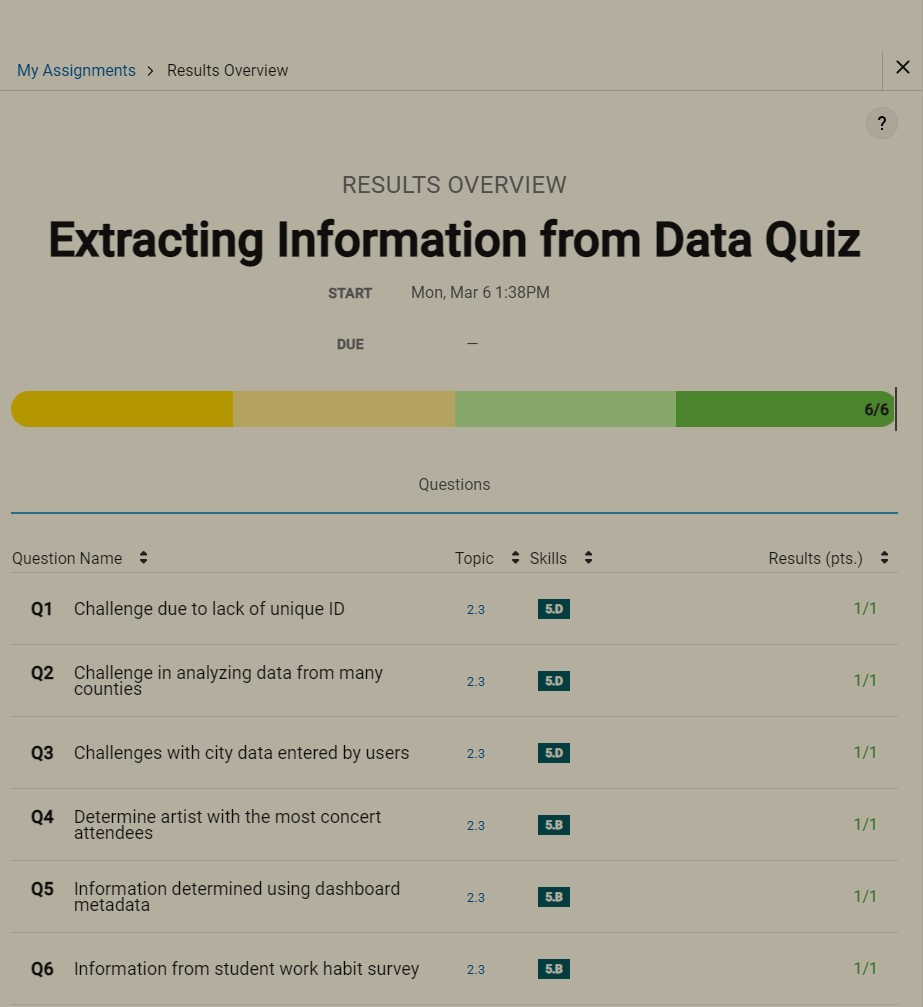 My Assignments > Results Overview
?
RESULTS OVERVIEW
Extracting Information from Data Quiz
START Mon, Mar 6 1:38PM
DUE —
6/6
Questions
Question Name Topic Skills Results (pts.)
Q1 Challenge due to lack of unique ID 2.3 5.D 1/1
Q2 Challenge in analyzing data from many
counties 2.3 5.D 1/1
Q3 Challenges with city data entered by users 2.3 5.D 1/1
Q4 Determine artist with the most concert
attendees 2.3 5.B 1/1
Q5 Information determined using dashboard
metadata 2.3 5.B 1/1
Q6 Information from student work habit survey 2.3 5.B 1/1